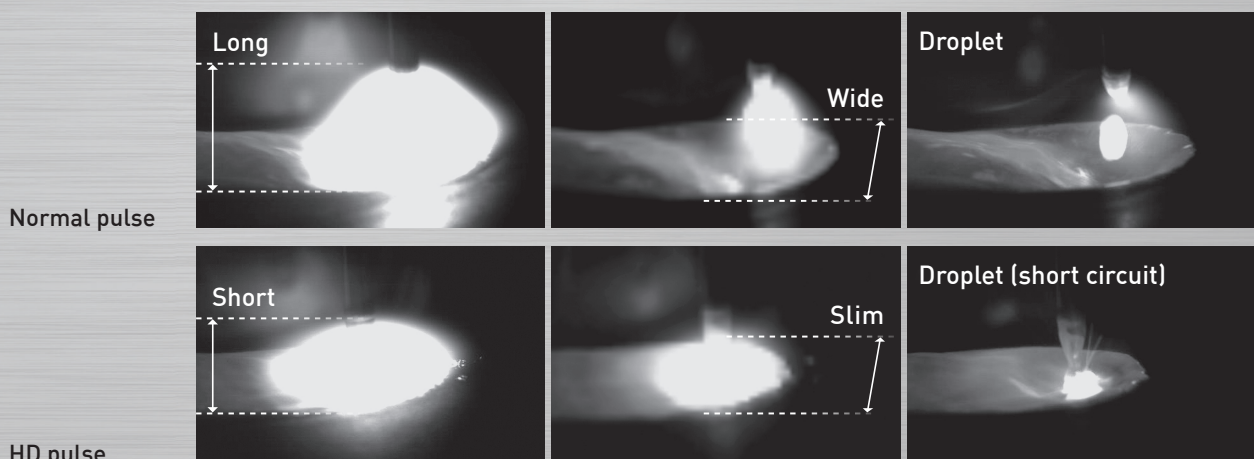 Long
Wide
Droplet
Normal pulse
Short
Slim
Droplet (short circuit)
HD pulse